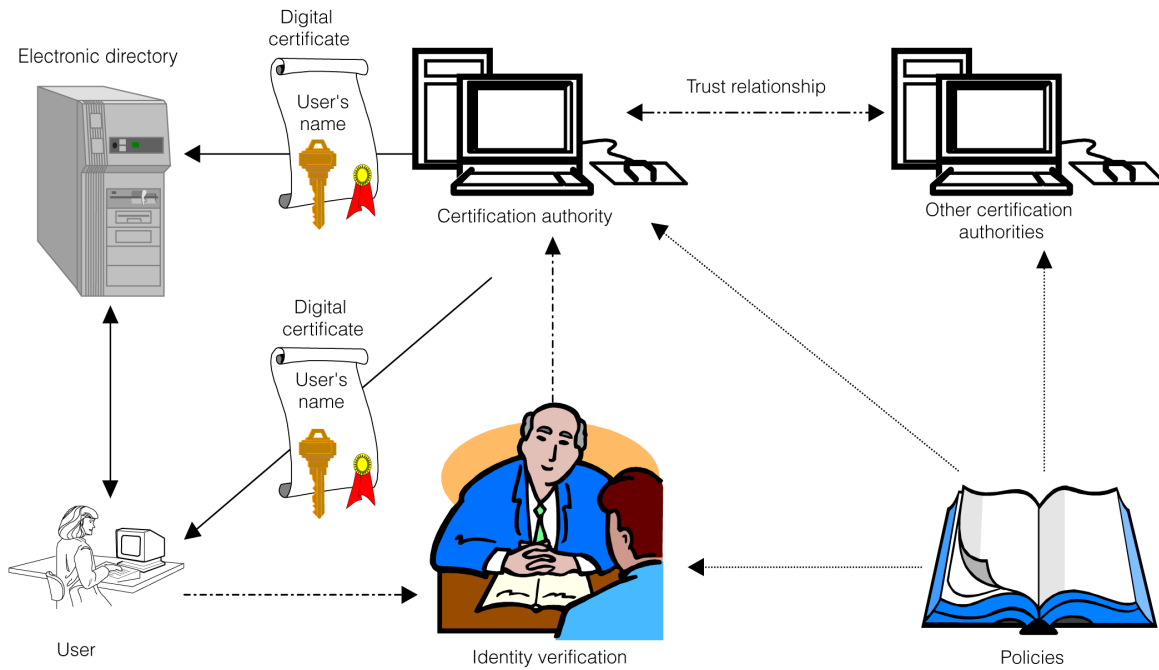 Digital
certificate
Electronic directory
User's
name
Trust relationship
Certification authority
Other certification
authorities
Digital
certificate
User's
name
User
Identity verification
Policies